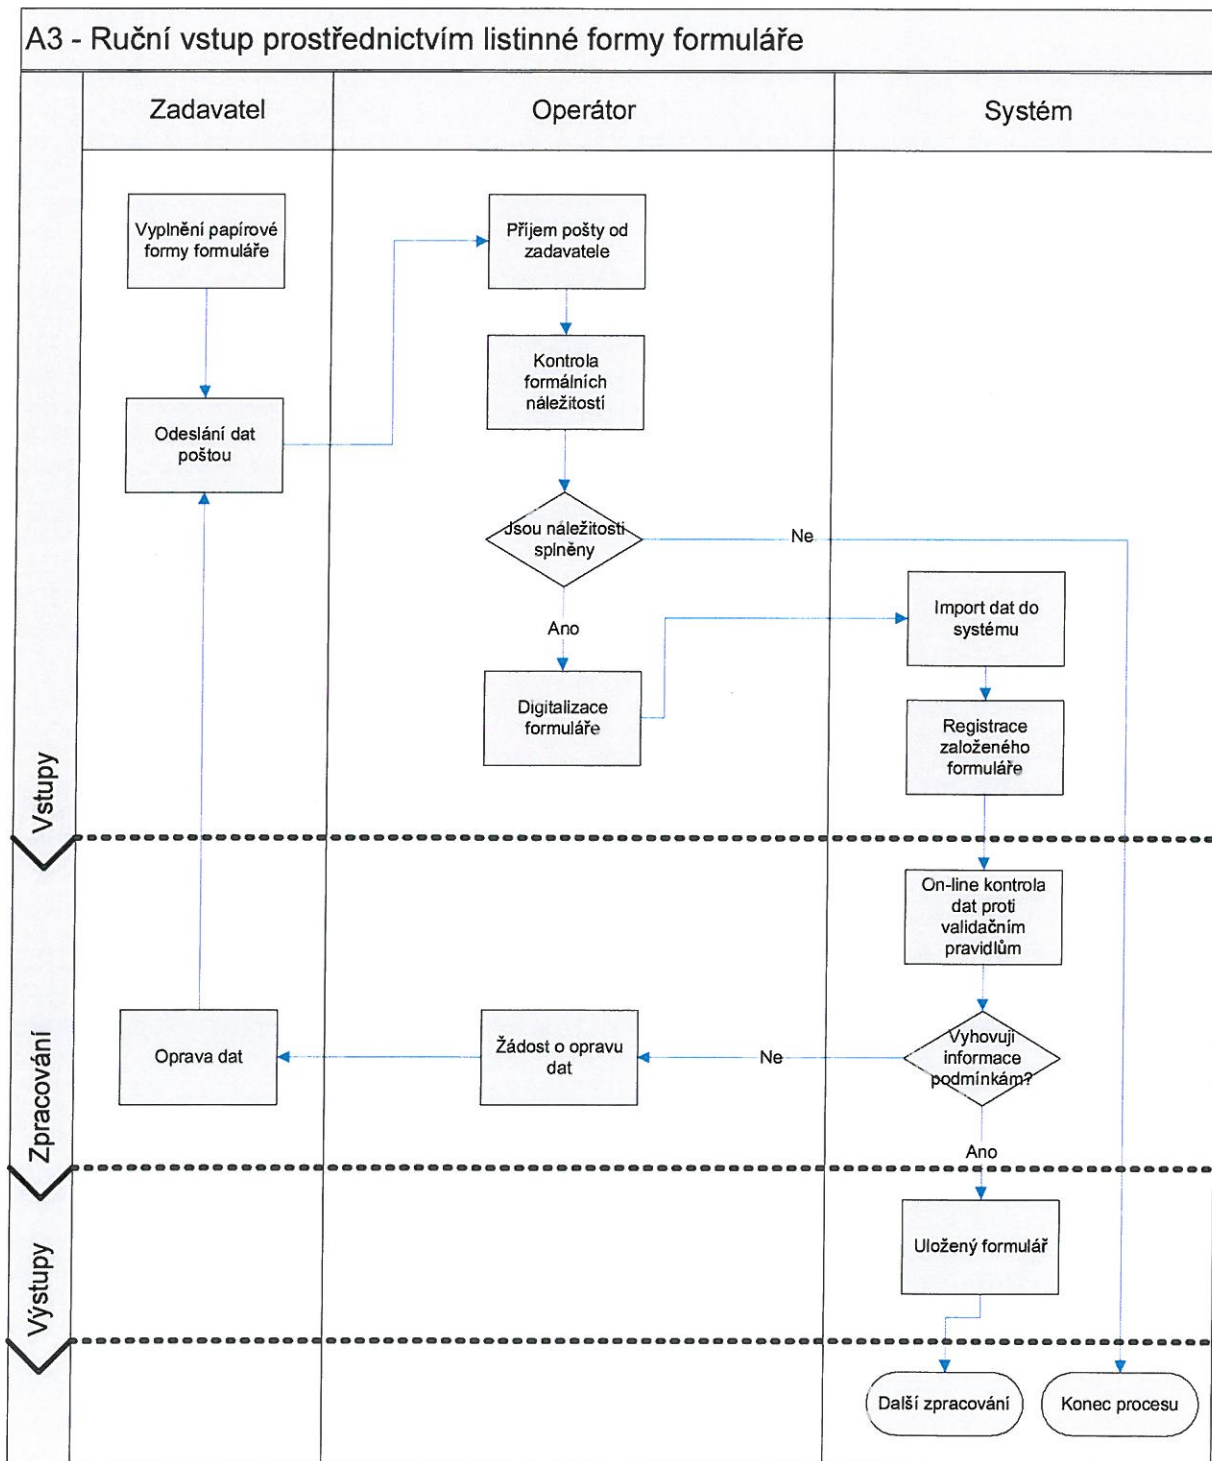 A3 - Ruční vstup prostřednictvím listinné formy formuláře
Zadavatel
Operátor
Systém
Vyplnění papírové
formy formuláře
Příjem pošty od
zadavatele
Kontrola
formálních
náležitostí
Odeslání dat
poštou
Jsou náležitosti
splněny
Ne
Ano
Import dat do
systému
Digitalizace
formuláře
Registrace
založeného
formuláře
Vstupy
On-line kontrola
dat proti
validačním
pravidlům
Oprava dat
Žádost o opravu
dat
Ne
Vyhovují
informace
podmínkám?
Zpracování
Ano
Uložený formulář
Výstupy
Další zpracování
Konec procesu